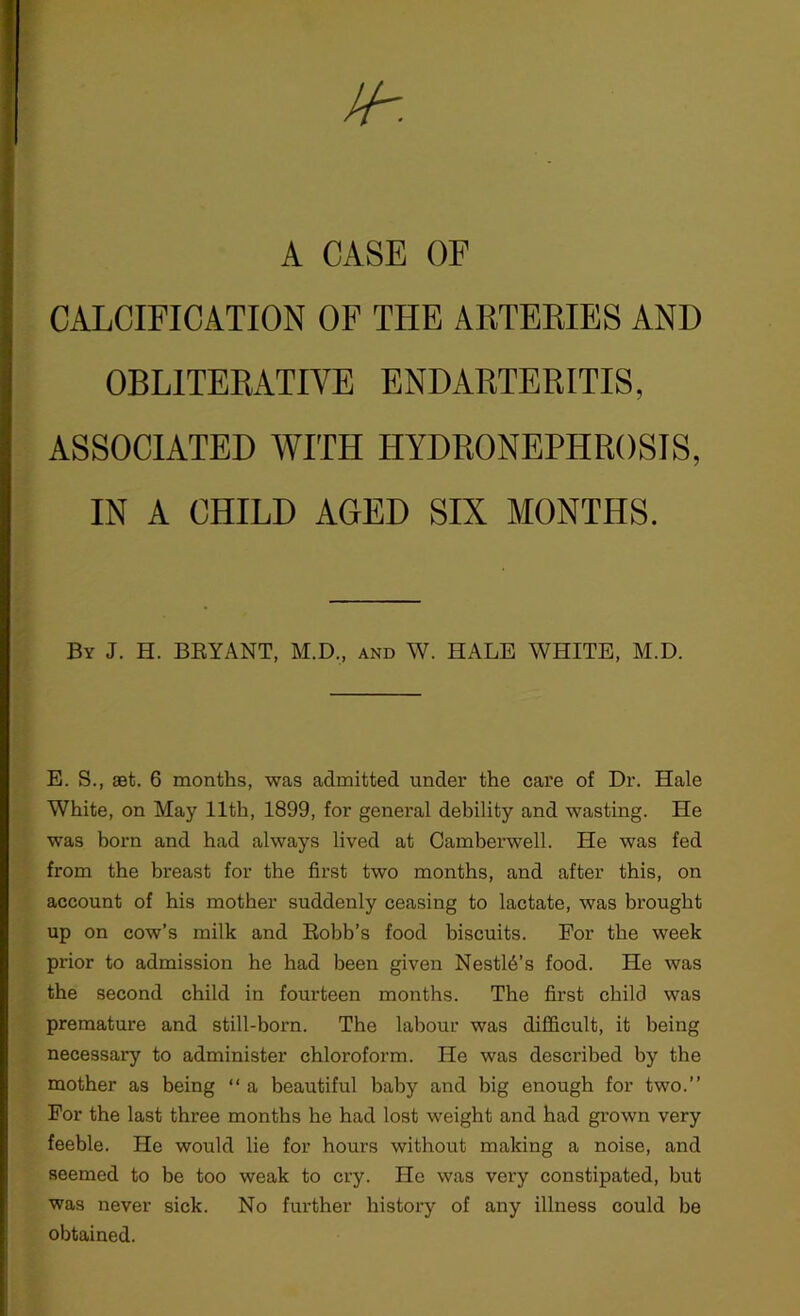 4.
A CASE OF
CALCIFICATION OF THE ARTERIES AND
OBLITERATIVE ENDARTERITIS,
ASSOCIATED WITH HYDRONEPHROSIS,
IN A CHILD AGED SIX MONTHS.
By J. H. BRYANT, M.D., and W. HALE WHITE, M.D.
E. S., æt. 6 months, was admitted under the care of Dr. Hale
White, on May 11th, 1899, for general debility and wasting. He
was born and had always lived at Camberwell. He was fed
from the breast for the first two months, and after this, on
account of his mother suddenly ceasing to lactate, was brought
up on cow's milk and Robb's food biscuits. For the week
prior to admission he had been given Nestlé's food. He was
the second child in fourteen months. The first child was
premature and still-born. The labour was difficult, it being
necessary to administer chloroform. He was described by the
mother as being “a beautiful baby and big enough for two.”
For the last three months he had lost weight and had grown very
feeble. He would lie for hours without making a noise, and
seemed to be too weak to cry. He was very constipated, but
was never sick. No further history of any illness could be
obtained.